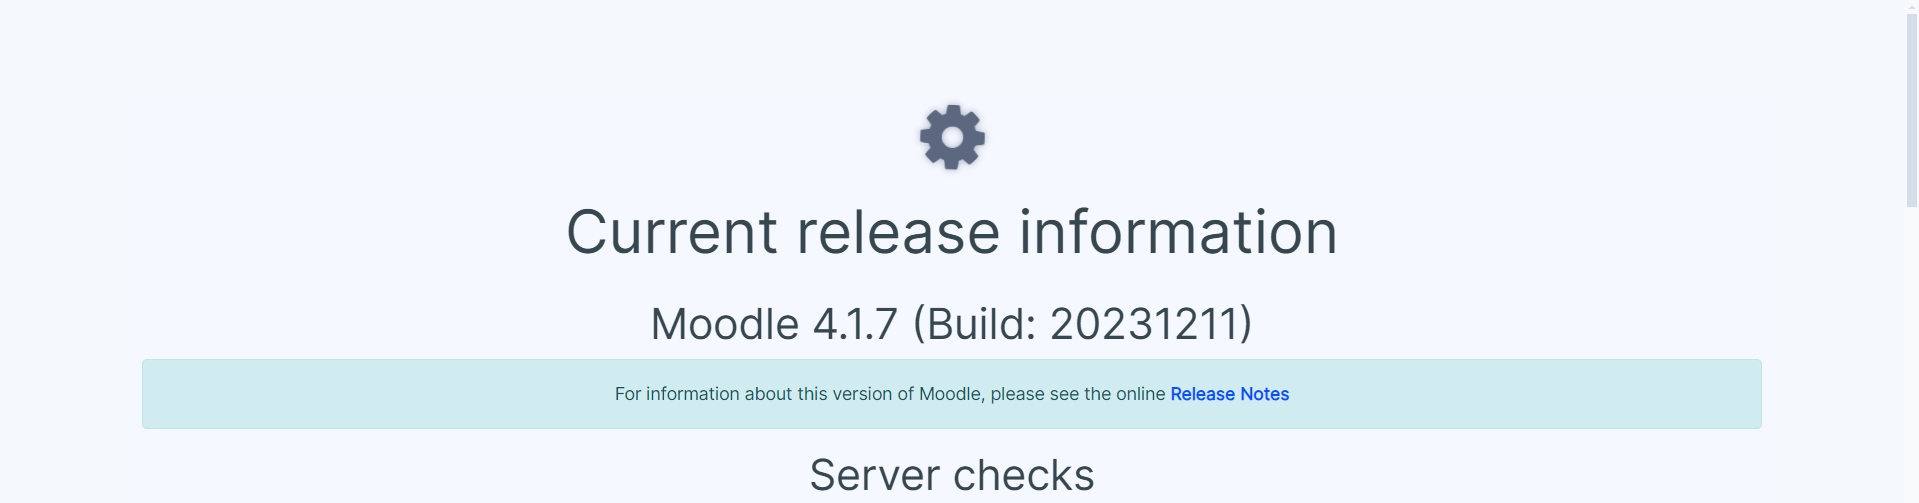 Current release information
Moodle 4.1.7 (Build: 20231211)
For information about this version of Moodle, please see the online Release Notes
Server checks